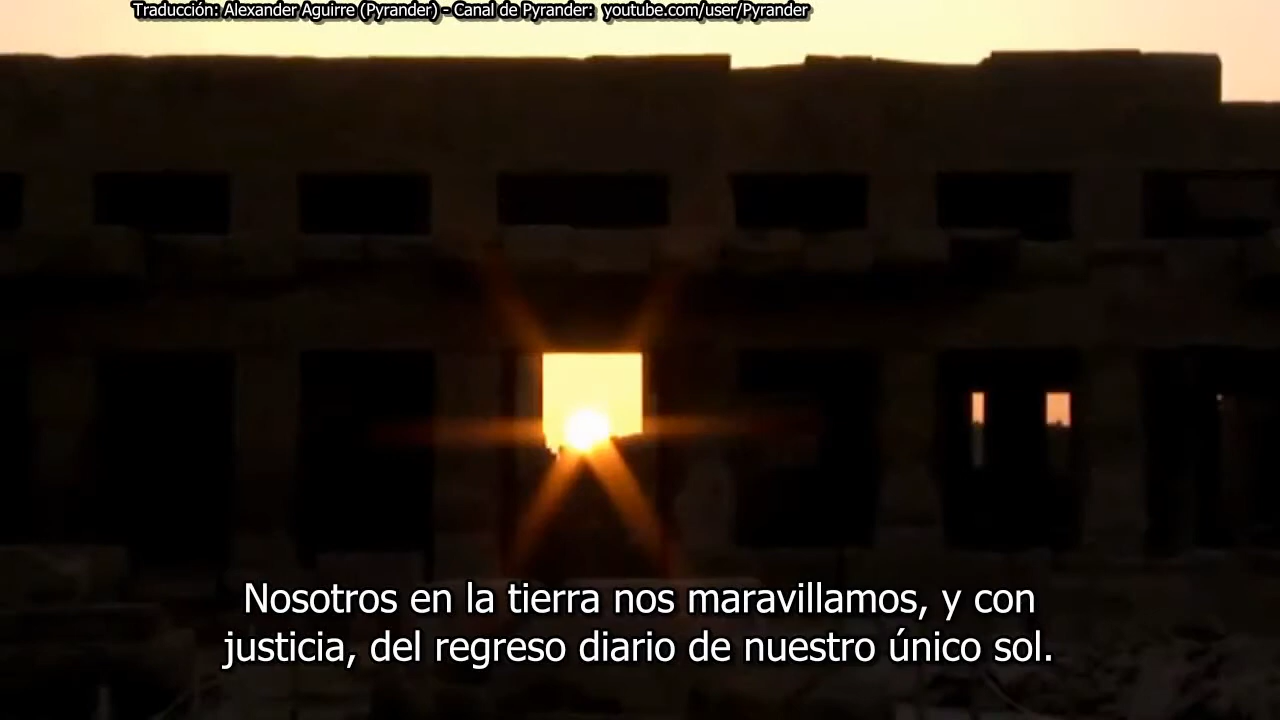 Traducción: Alexander Aguirre (Pyrander) - Canal de Pyrander: youtube.com/user/Pyrander
Nosotros en la tierra nos maravillamos, y con
justicia, del regreso diario de nuestro único sol.